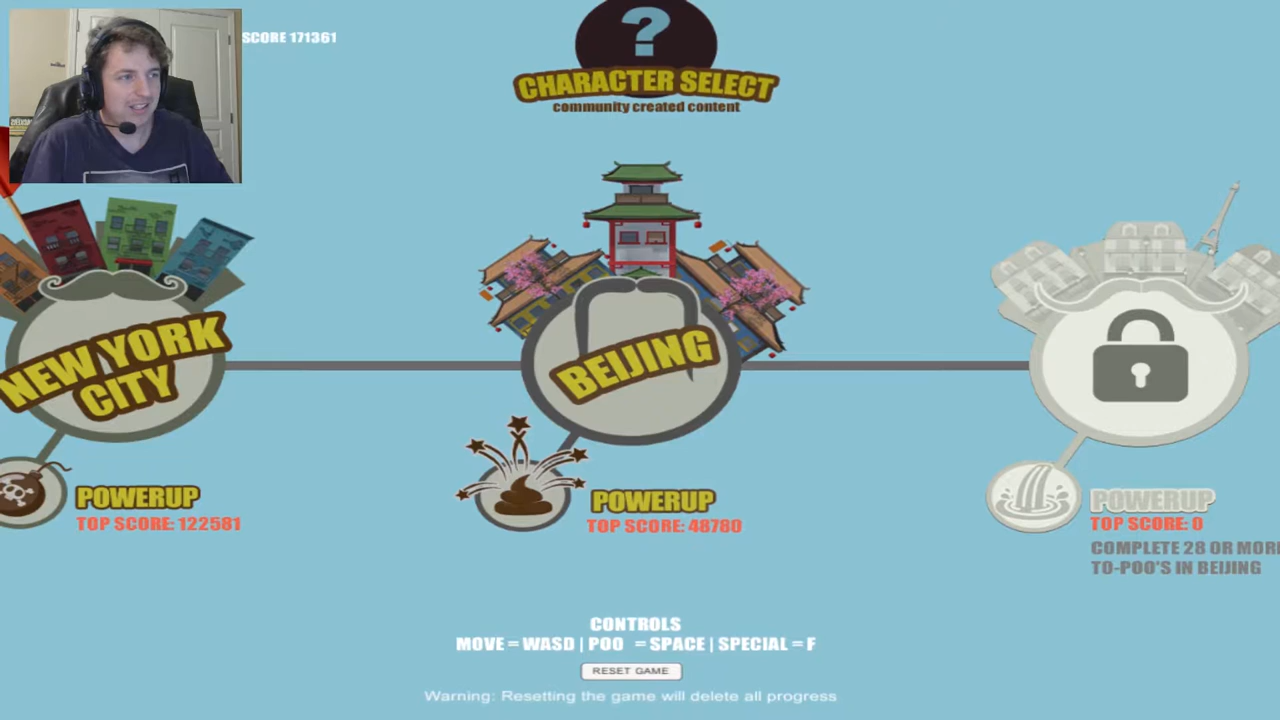 SCORE 171361
?
CHARACTER SELECT
community created content
NEW YORK
CITY
BEIJING
POWERUP
TOP SCORE: 122581
POWERUP
TOP SCORE: 48780
POWERUP
TOP SCORE: 0
COMPLETE 28 OR MORE
TO-POO'S IN BEIJING
CONTROLS
MOVE = WASD | POO = SPACE | SPECIAL = F
RESET GAME
Warning: Resetting the game will delete all progress